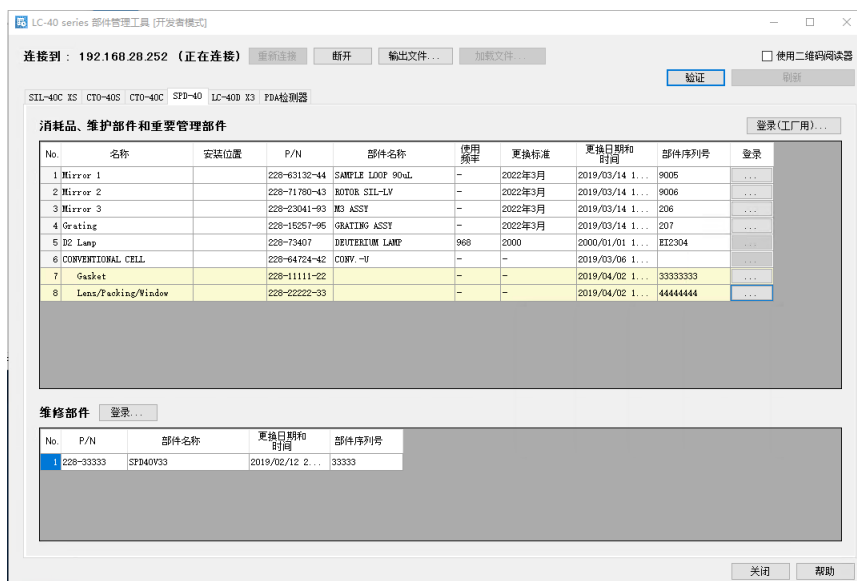 LC-40 series 部件管理工具 [开发者模式]
连接到： 192.168.28.252 （正在连接） 重新连接 断开 输出文件... 加载文件... 使用二维码阅读器
验证 刷新
SIL-40C XS CTO-40S CTO-40C SPD-40 LC-40D X3 PDA检测器
消耗品、维护部件和重要管理部件 登录(工厂用)...
No. 名称 安装位置 P/N 部件名称 使用频率 更换标准 更换日期和时间 部件序列号 登录
1 Mirror 1 228-63132-44 SAMPLE LOOP 90uL - 2022年3月 2019/03/14 1... 9005 ...
2 Mirror 2 228-71780-43 ROTOR SIL-LV - 2022年3月 2019/03/14 1... 9006 ...
3 Mirror 3 228-23041-93 M3 ASSY - 2022年3月 2019/03/14 1... 206 ...
4 Grating 228-15257-95 GRATING ASSY - 2022年3月 2019/03/14 1... 207 ...
5 D2 Lamp 228-73407 DEUTERIUM LAMP 968 2000 2000/01/01 1... EI2304 ...
6 CONVENTIONAL CELL 228-64724-42 CONV.-U - - 2019/03/06 1... ...
7 Gasket 228-11111-22 - - 2019/04/02 1... 33333333 ...
8 Lens/Packing/Window 228-22222-33 - - 2019/04/02 1... 44444444 ...
维修部件 登录...
No. P/N 部件名称 更换日期和时间 部件序列号
1 228-33333 SPD40V33 2019/02/12 2... 33333
关闭 帮助